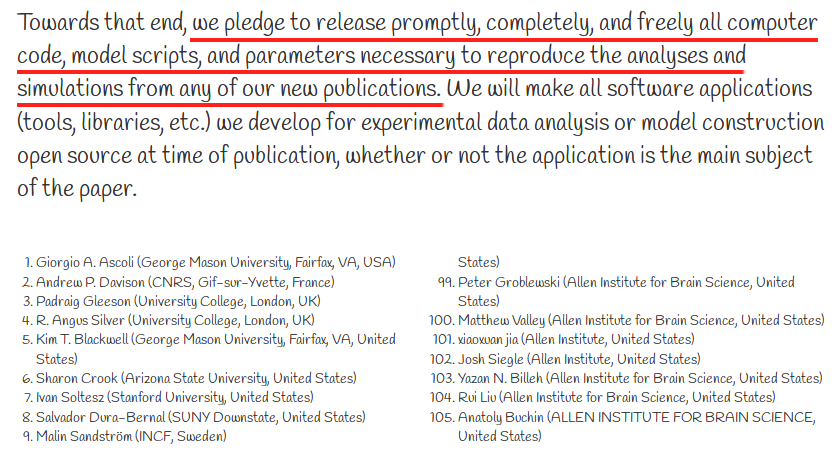 Towards that end, we pledge to release promptly, completely, and freely all computer
code, model scripts, and parameters necessary to reproduce the analyses and
simulations from any of our new publications. We will make all software applications
(tools, libraries, etc.) we develop for experimental data analysis or model construction
open source at time of publication, whether or not the application is the main subject
of the paper.
1. Giorgio A. Ascoli (George Mason University, Fairfax, VA, USA)
2. Andrew P. Davison (CNRS, Gif-sur-Yvette, France)
3. Padraig Gleeson (University College, London, UK)
4. R. Angus Silver (University College, London, UK)
5. Kim T. Blackwell (George Mason University, Fairfax, VA, United
States)
6. Sharon Crook (Arizona State University, United States)
7. Ivan Soltesz (Stanford University, United States)
8. Salvador Dura-Bernal (SUNY Downstate, United States)
9. Malin Sandström (INCF, Sweden)
States)
99. Peter Groblewski (Allen Institute for Brain Science, United
States)
100. Matthew Valley (Allen Institute for Brain Science, United States)
101. xiaoxuan jia (Allen Institute, United States)
102. Josh Siegle (Allen Institute, United States)
103. Yazan N. Billeh (Allen Institute for Brain Science, United States)
104. Rui Liu (Allen Institute for Brain Science, United States)
105. Anatoly Buchin (ALLEN INSTITUTE FOR BRAIN SCIENCE,
United States)